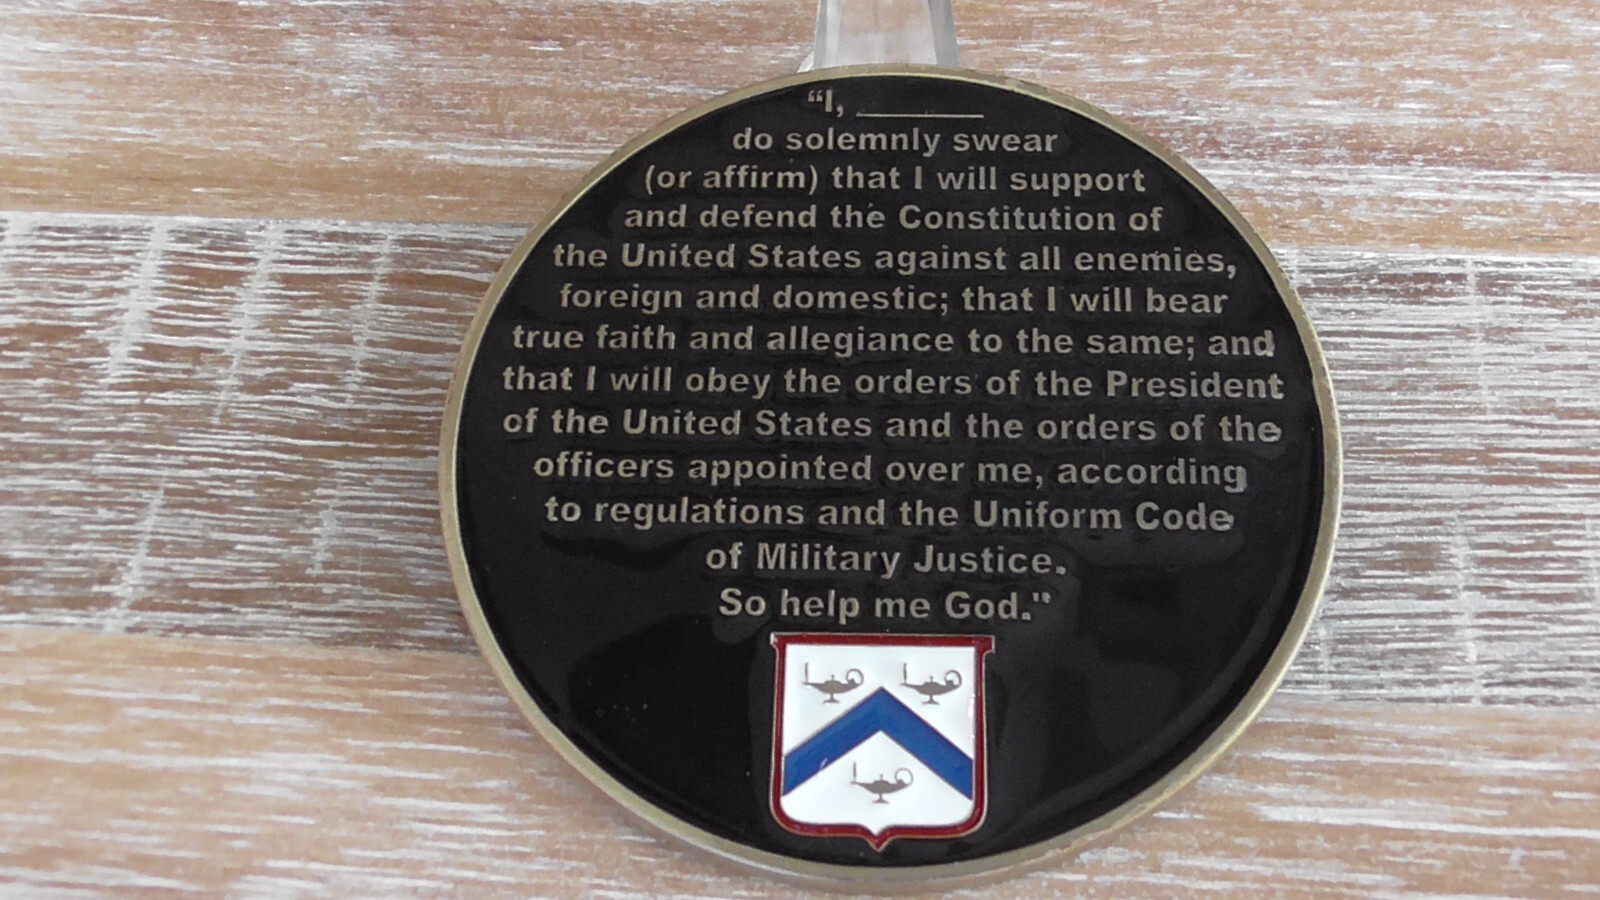 “I, ________
do solemnly swear
(or affirm) that I will support
and defend the Constitution of
the United States against all enemies,
foreign and domestic; that I will bear
true faith and allegiance to the same; and
that I will obey the orders of the President
of the United States and the orders of the
officers appointed over me, according
to regulations and the Uniform Code
of Military Justice.
So help me God."